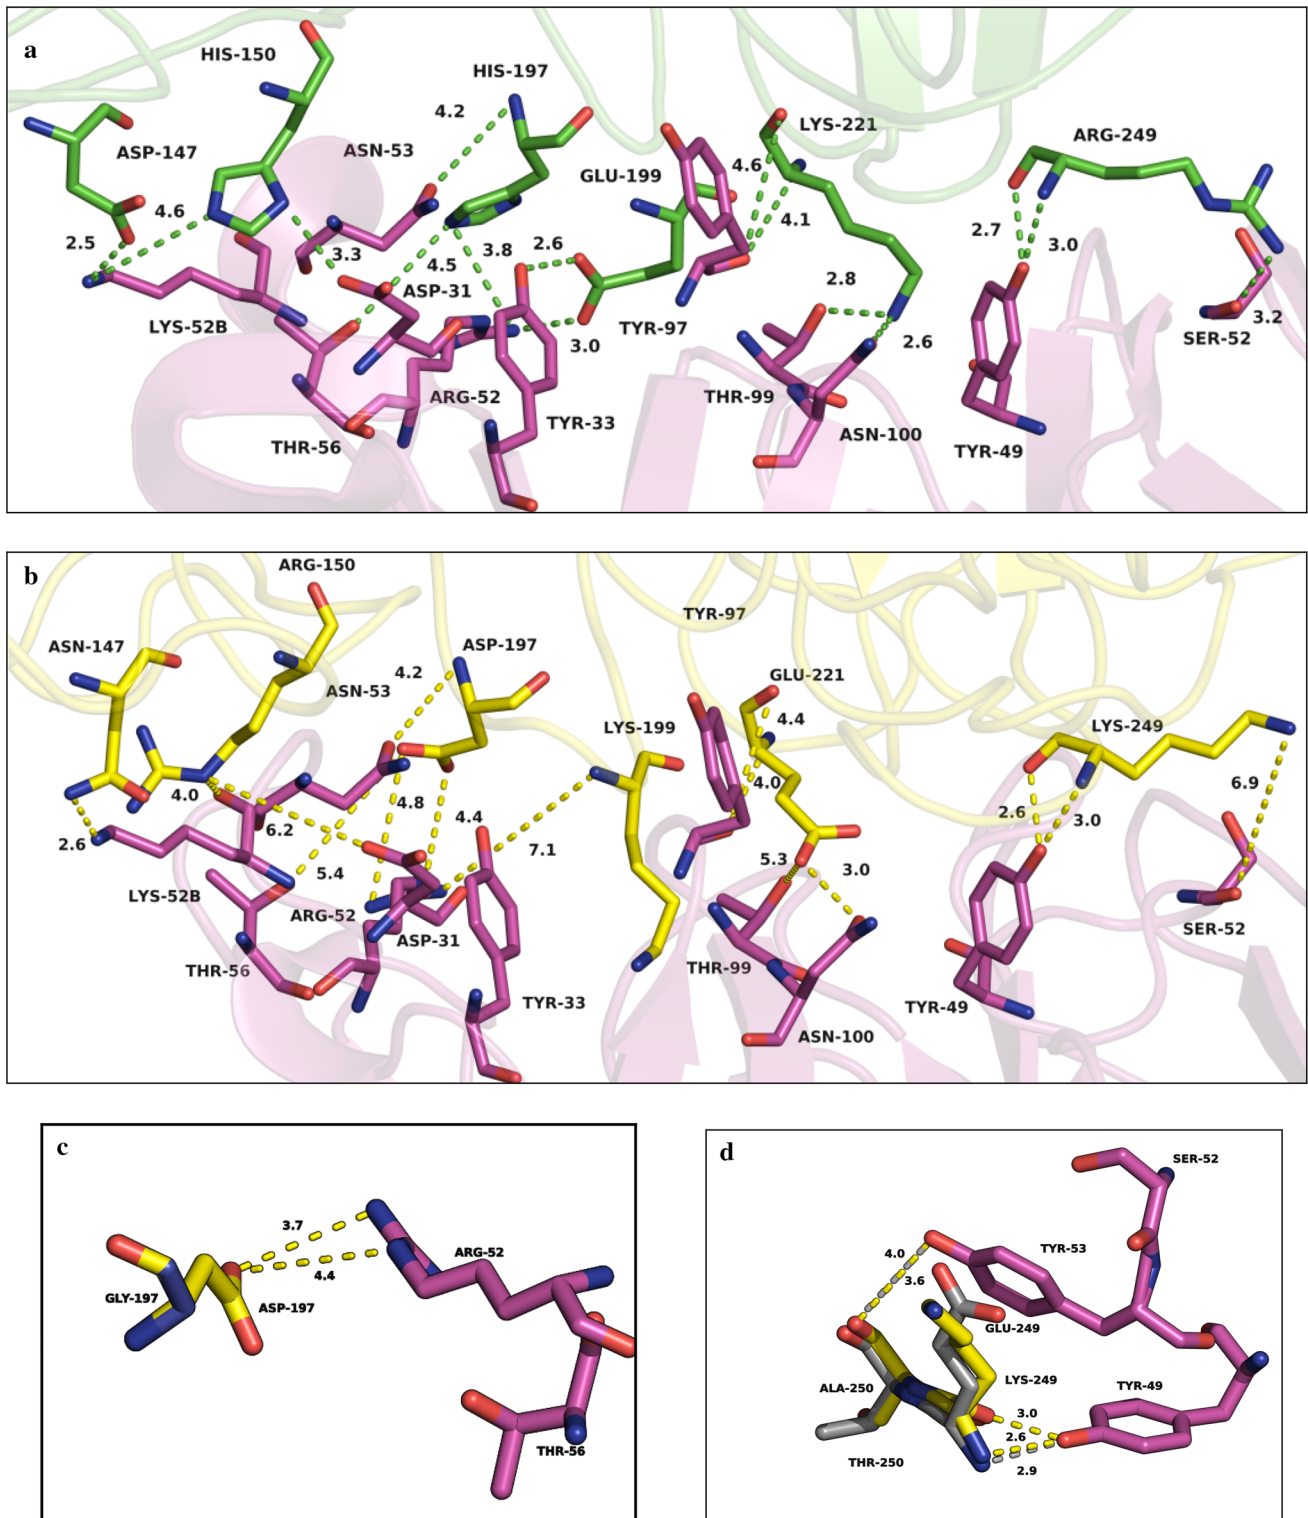 a
HIS-150
HIS-197
4.2
LYS-221
ARG-249
ASP-147
ASN-53
GLU-199
4.6
4.6
4.1
2.5
3.3
3.8
2.6
2.7
3.0
4.5
2.8
ASP-31
LYS-52B
TYR-97
3.0
2.6
3.2
SER-52
ARG-52
THR-99
TYR-33
ASN-100
THR-56
TYR-49
b
ARG-150
TYR-97
ASN-147
ASP-197
4.2
GLU-221
ASN-53
4.4
LYS-199
LYS-249
4.0
4.0
6.9
4.8
4.4
2.6
3.0
6.2
2.6
7.1
5.3
3.0
5.4
LYS-52B
ARG-52
ASP-31
SER-52
THR-56
THR-99
TYR-33
TYR-49
ASN-100
c
3.7
ARG-52
4.4
GLY-197
ASP-197
THR-56
d
SER-52
4.0
TYR-53
3.6
GLU-249
LYS-249
ALA-250
TYR-49
3.0
2.6
THR-250
2.9